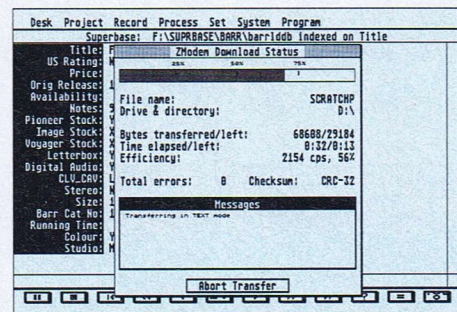 Desk Project Record Process Set System Program
Superbase: F:\SUPRBASE\BARR\barrlddb indexed on Title
Title: F
US Rating: N
Price:
Orig Release: 1
Availability:
Notes: 9
Pioneer Stock: Y
Image Stock: X
Voyager Stock: X
Letterbox: Y
Digital Audio: Y
CLV_CAV: L
Stereo: M
Size: 1
Barr Cat No: 1
Running Time:
Colour: Y
Studio: M
ZModem Download Status
25% 50% 75%
File name: SCRATCHP
Drive & directory: D:\
Bytes transferred/left: 68608/29184
Time elapsed/left: 0:32/0:13
Efficiency: 2154 cps, 56%
Total errors: 0 Checksum: CRC-32
Messages
Transferring in TEXT mode
Abort Transfer